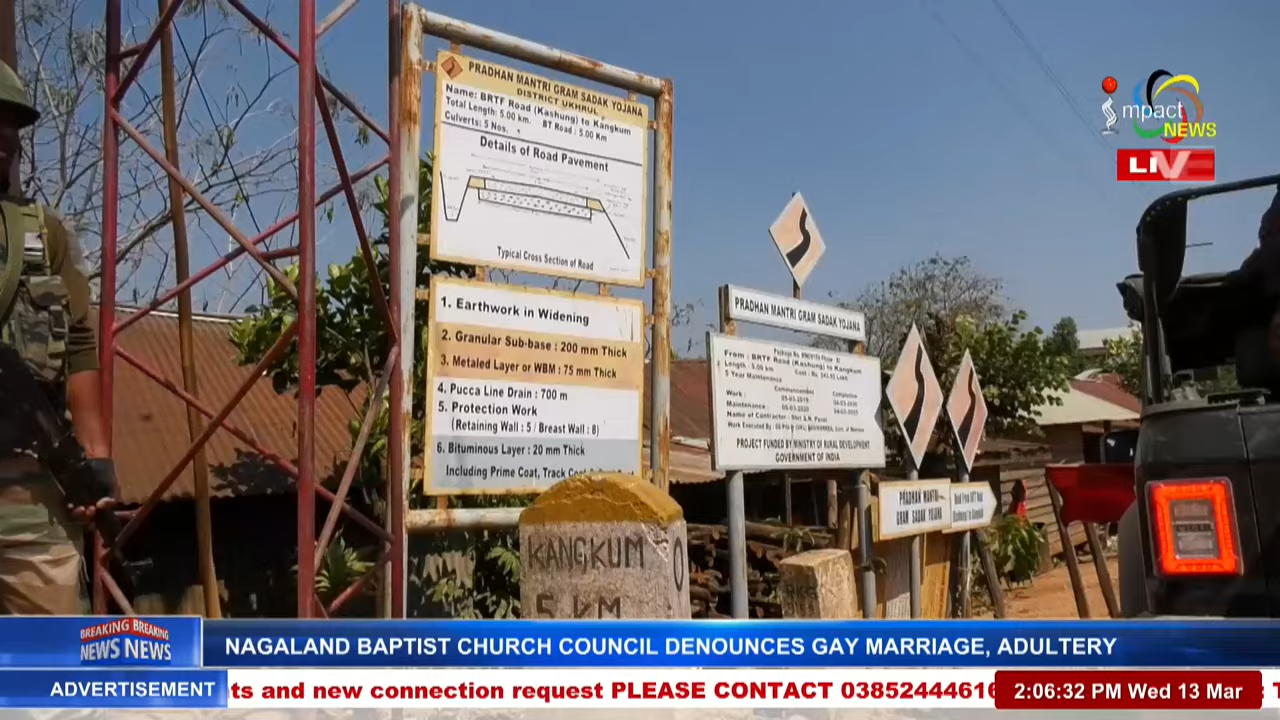 PRADHAN MANTRI GRAM SADAK YOJANA
DISTRICT UKHRUL
Name: BRTF Road (Kashung) to Kangkum
Total Length: 5.00 km. BT Road : 5.00 Km
Culverts: 5 Nos.
Details of Road Pavement
Typical Cross Section of Road
1. Earthwork in Widening
2. Granular Sub-base : 200 mm Thick
3. Metaled Layer or WBM : 75 mm Thick
4. Pucca Line Drain : 700 m
5. Protection Work
(Retaining Wall : 5 / Breast Wall : 8)
6. Bituminous Layer : 20 mm Thick
Including Prime Coat, Track
KANGKUM 0
5 KM
PRADHAN MANTRI GRAM SADAK YOJANA
From : BRTF Road (Kashung) to Kangkum
Length : 5.00 km
5 Year Maintenance
Work :
Maintenance :
Name of Contractor :
PROJECT FUNDED BY MINISTRY OF RURAL DEVELOPMENT
GOVERNMENT OF INDIA
PRADHAN MANTRI
GRAM SADAK YOJANA
mpact
NEWS
LIVE
BREAKING BREAKING
NEWS NEWS
NAGALAND BAPTIST CHURCH COUNCIL DENOUNCES GAY MARRIAGE, ADULTERY
ADVERTISEMENT
ts and new connection request PLEASE CONTACT 03852444616
2:06:32 PM Wed 13 Mar